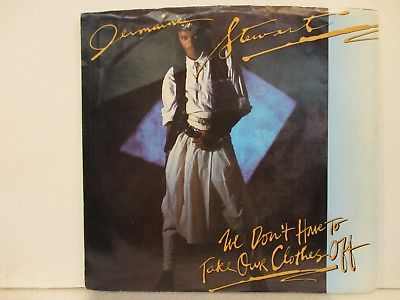 Jermaine Stewart
We Don't Have To
Take Our Clothes Off